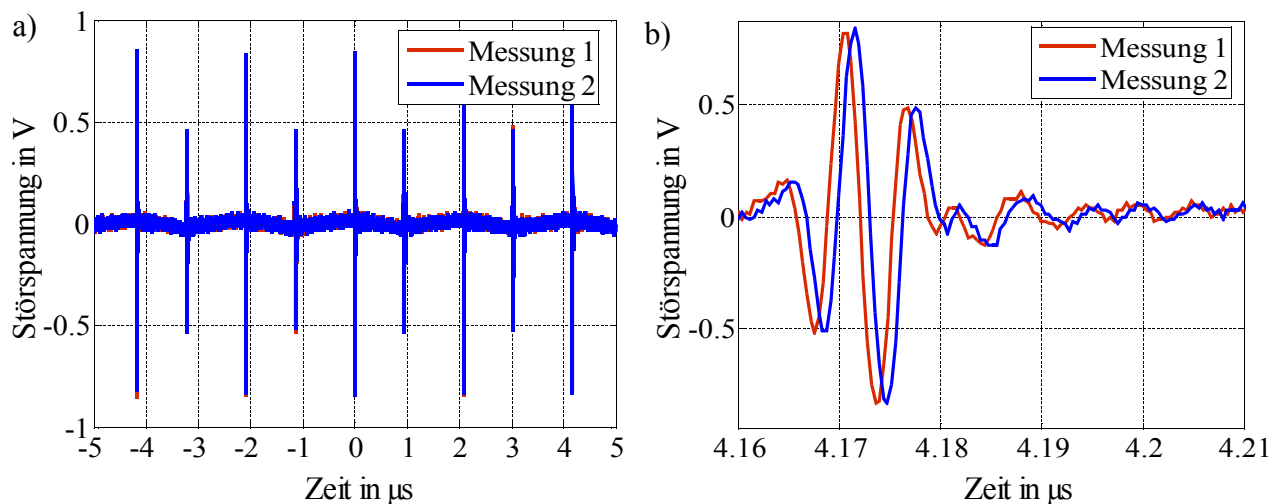 a)
Störspannung in V
1
0.5
0
-0.5
-1
-5 -4 -3 -2 -1 0 1 2 3 4 5
Zeit in µs
Messung 1
Messung 2
b)
Störspannung in V
0.5
0
-0.5
4.16 4.17 4.18 4.19 4.2 4.21
Zeit in µs
Messung 1
Messung 2